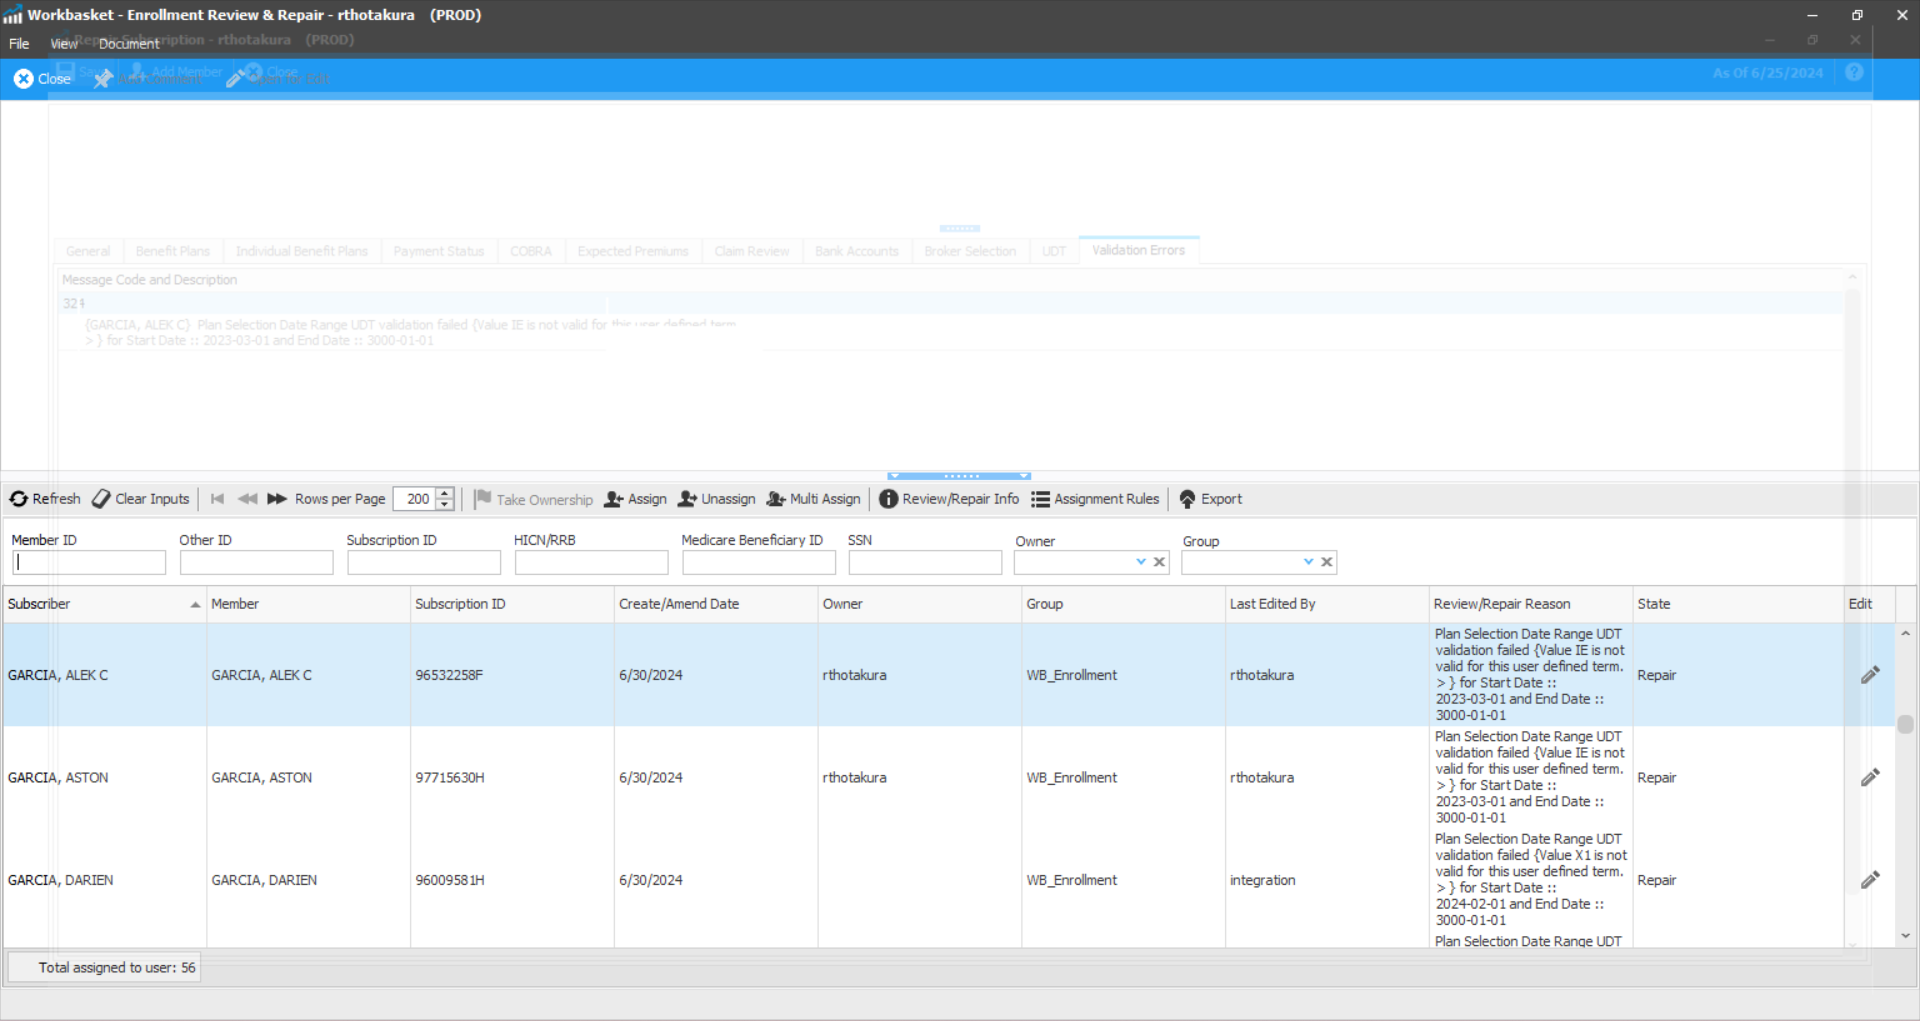 Workbasket - Enrollment Review & Repair - rthotakura (PROD)
Repair Subscription - rthotakura (PROD)
File View Document
Close
Save Add Member Close
As Of 6/25/2024
General Benefit Plans Individual Benefit Plans Payment Status COBRA Expected Premiums Claim Review Bank Accounts Broker Selection UDT Validation Errors
Message Code and Description
324
{GARCIA, ALEK C} Plan Selection Date Range UDT validation failed {Value IE is not valid for this user defined term.
> } for Start Date :: 2023-03-01 and End Date :: 3000-01-01
Refresh Clear Inputs Rows per Page 200 Take Ownership Assign Unassign Multi Assign Review/Repair Info Assignment Rules Export
Member ID Other ID Subscription ID HICN/RRB Medicare Beneficiary ID SSN Owner Group
Subscriber Member Subscription ID Create/Amend Date Owner Group Last Edited By Review/Repair Reason State Edit
GARCIA, ALEK C GARCIA, ALEK C 96532258F 6/30/2024 rthotakura WB_Enrollment rthotakura
Plan Selection Date Range UDT
validation failed {Value IE is not
valid for this user defined term.
> } for Start Date ::
2023-03-01 and End Date ::
3000-01-01
Repair
GARCIA, ASTON GARCIA, ASTON 97715630H 6/30/2024 rthotakura WB_Enrollment rthotakura
Plan Selection Date Range UDT
validation failed {Value IE is not
valid for this user defined term.
> } for Start Date ::
2023-03-01 and End Date ::
3000-01-01
Repair
GARCIA, DARIEN GARCIA, DARIEN 96009581H 6/30/2024 WB_Enrollment integration
Plan Selection Date Range UDT
validation failed {Value X1 is not
valid for this user defined term.
> } for Start Date ::
2024-02-01 and End Date ::
3000-01-01
Repair
Plan Selection Date Range UDT
Total assigned to user: 56